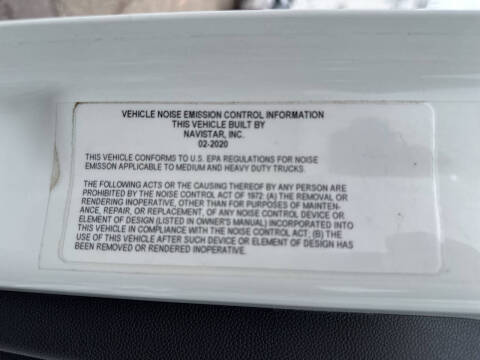 VEHICLE NOISE EMISSION CONTROL INFORMATION
THIS VEHICLE BUILT BY
NAVISTAR, INC.
02-2020
THIS VEHICLE CONFORMS TO U.S. EPA REGULATIONS FOR NOISE
EMISSON APPLICABLE TO MEDIUM AND HEAVY DUTY TRUCKS.
THE FOLLOWING ACTS OR THE CAUSING THEREOF BY ANY PERSON ARE
PROHIBITED BY THE NOISE CONTROL ACT OF 1972: (A) THE REMOVAL OR
RENDERING INOPERATIVE, OTHER THAN FOR PURPOSES OF MAINTEN-
ANCE, REPAIR, OR REPLACEMENT, OF ANY NOISE CONTROL DEVICE OR
ELEMENT OF DESIGN (LISTED IN OWNER'S MANUAL) INCORPORATED INTO
THIS VEHICLE IN COMPLIANCE WITH THE NOISE CONTROL ACT; (B) THE
USE OF THIS VEHICLE AFTER SUCH DEVICE OR ELEMENT OF DESIGN HAS
BEEN REMOVED OR RENDERED INOPERATIVE.